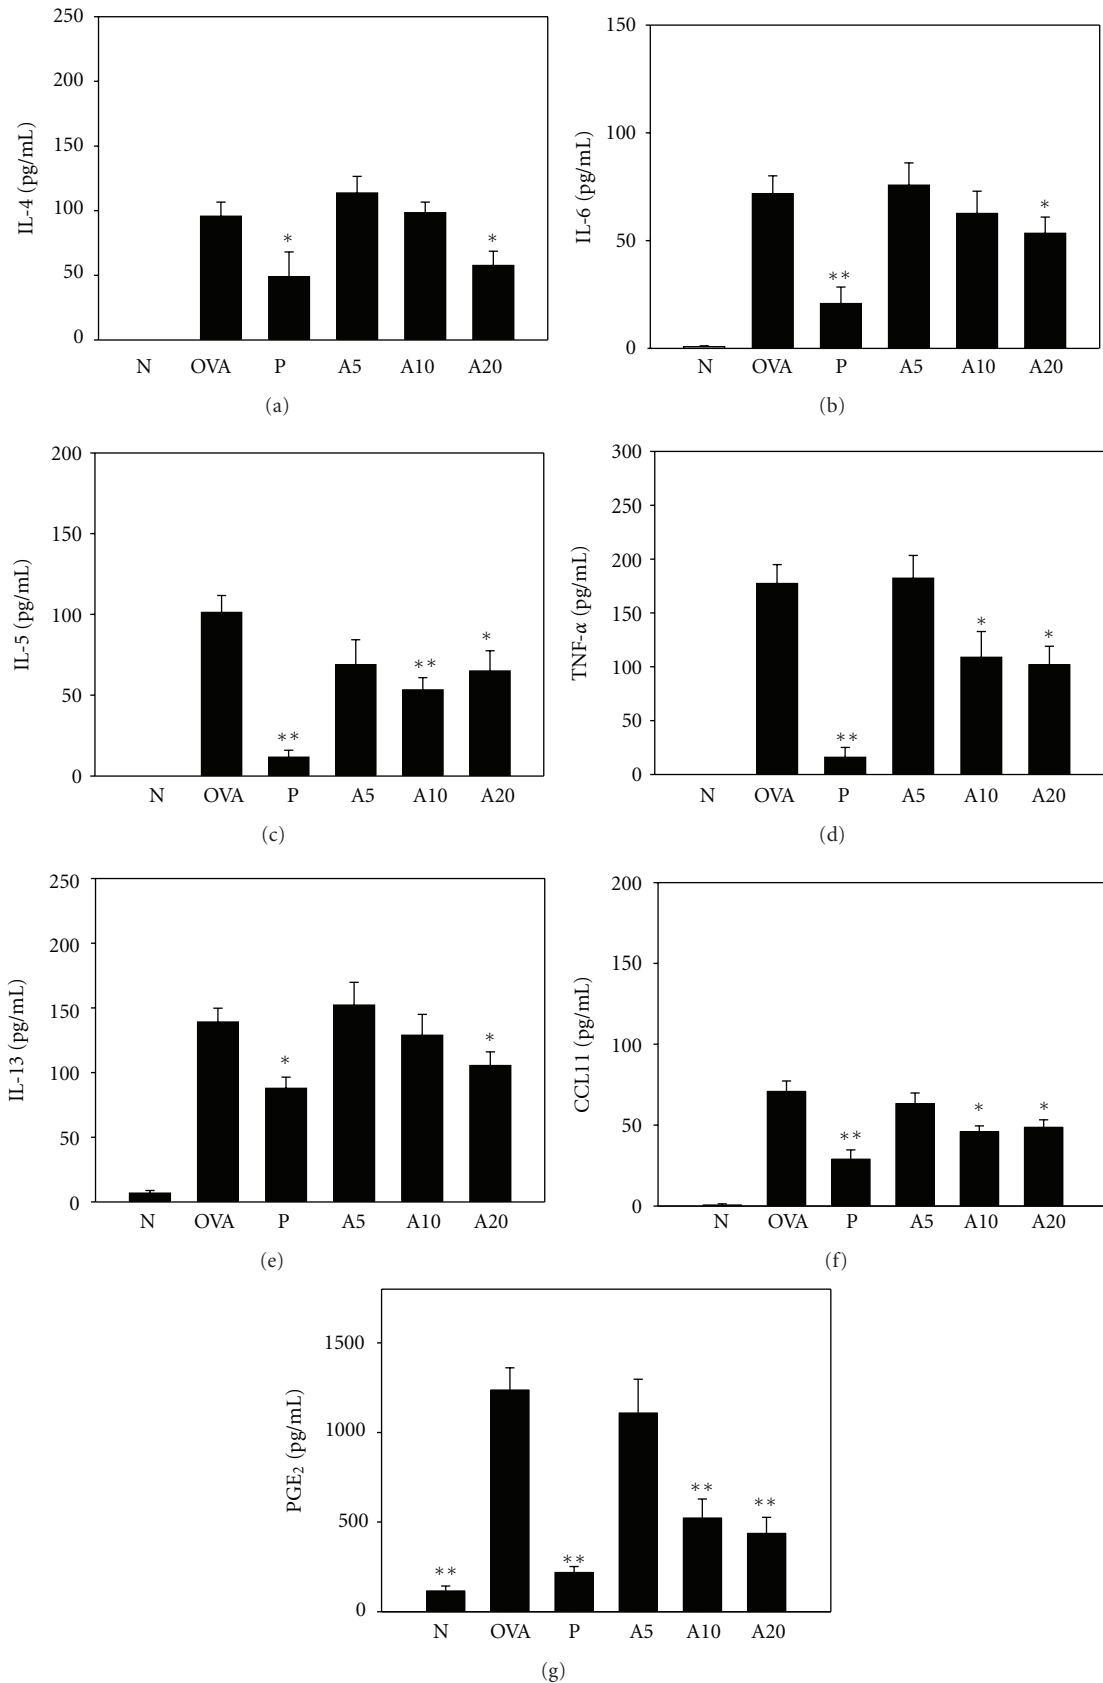 250
200
150
100
50
0
IL-4 (pg/mL)
*
*
N OVA P A5 A10 A20
(a)
150
100
50
0
IL-6 (pg/mL)
**
*
N OVA P A5 A10 A20
(b)
200
150
100
50
0
IL-5 (pg/mL)
**
**
*
N OVA P A5 A10 A20
(c)
300
250
200
150
100
50
0
TNF-α (pg/mL)
**
*
*
N OVA P A5 A10 A20
(d)
250
200
150
100
50
0
IL-13 (pg/mL)
*
*
N OVA P A5 A10 A20
(e)
200
150
100
50
0
CCL11 (pg/mL)
**
*
*
N OVA P A5 A10 A20
(f)
1500
1000
500
0
PGE₂ (pg/mL)
**
**
**
**
N OVA P A5 A10 A20
(g)